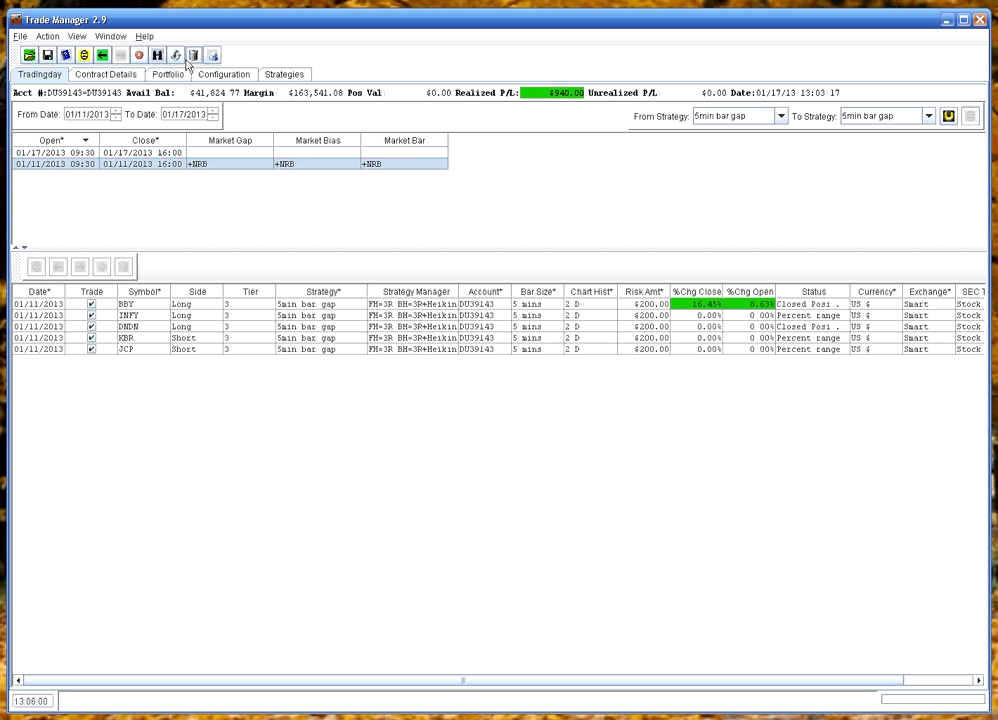 Trade Manager 2.9
File Action View Window Help
Tradingday Contract Details Portfolio Configuration Strategies
Acct #:DU39143-DU39143 Avail Bal: $41,824.77 Margin: $163,541.08 Pos Val: $0.00 Realized P/L: $940.00 Unrealized P/L: $0.00 Date:01/17/13 13:03:17
From Date: 01/11/2013 To Date: 01/17/2013 From Strategy: 5min bar gap To Strategy: 5min bar gap
Open* Close* Market Gap Market Bias Market Bar
01/17/2013 09:30 01/17/2013 16:00
01/11/2013 09:30 01/11/2013 16:00 +NRB +NRB +NRB
Date* Trade Symbol* Side Tier Strategy* Strategy Manager Account* Bar Size* Chart Hist* Risk Amt* %Chg Close %Chg Open Status Currency* Exchange* SEC T
01/11/2013 BBY Long 3 5min bar gap FH=3R BH=3R+Heikin DU39143 5 mins 2 D $200.00 16.45% 8.63% Closed Posi . US $ Smart Stock
01/11/2013 INFY Long 3 5min bar gap FH=3R BH=3R+Heikin DU39143 5 mins 2 D $200.00 0.00% 0.00% Percent range US $ Smart Stock
01/11/2013 DNDN Long 3 5min bar gap FH=3R BH=3R+Heikin DU39143 5 mins 2 D $200.00 0.00% 0.00% Closed Posi . US $ Smart Stock
01/11/2013 KBR Short 3 5min bar gap FH=3R BH=3R+Heikin DU39143 5 mins 2 D $200.00 0.00% 0.00% Percent range US $ Smart Stock
01/11/2013 JCP Short 3 5min bar gap FH=3R BH=3R+Heikin DU39143 5 mins 2 D $200.00 0.00% 0.00% Percent range US $ Smart Stock
13:06:00